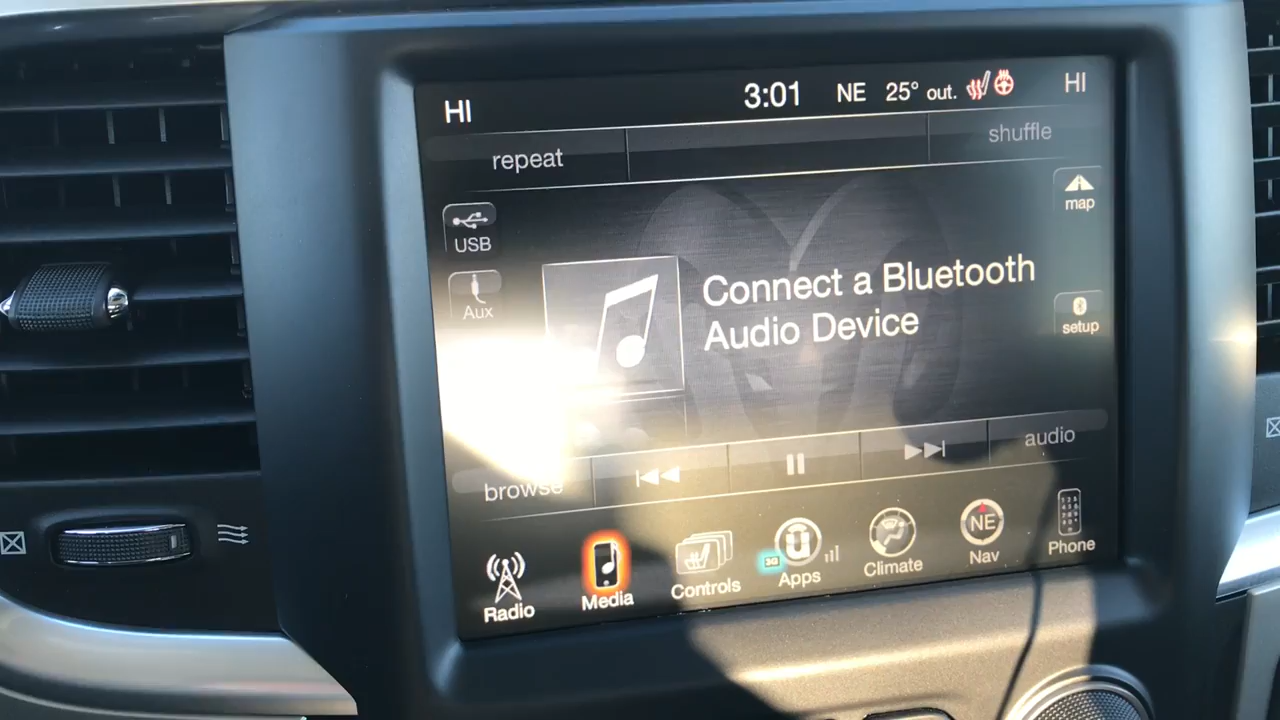 HI 3:01 NE 25° out. HI
repeat shuffle
USB
map
Aux
Connect a Bluetooth
Audio Device
setup
browse audio
Radio Media Controls 3G Apps Climate NE Nav Phone